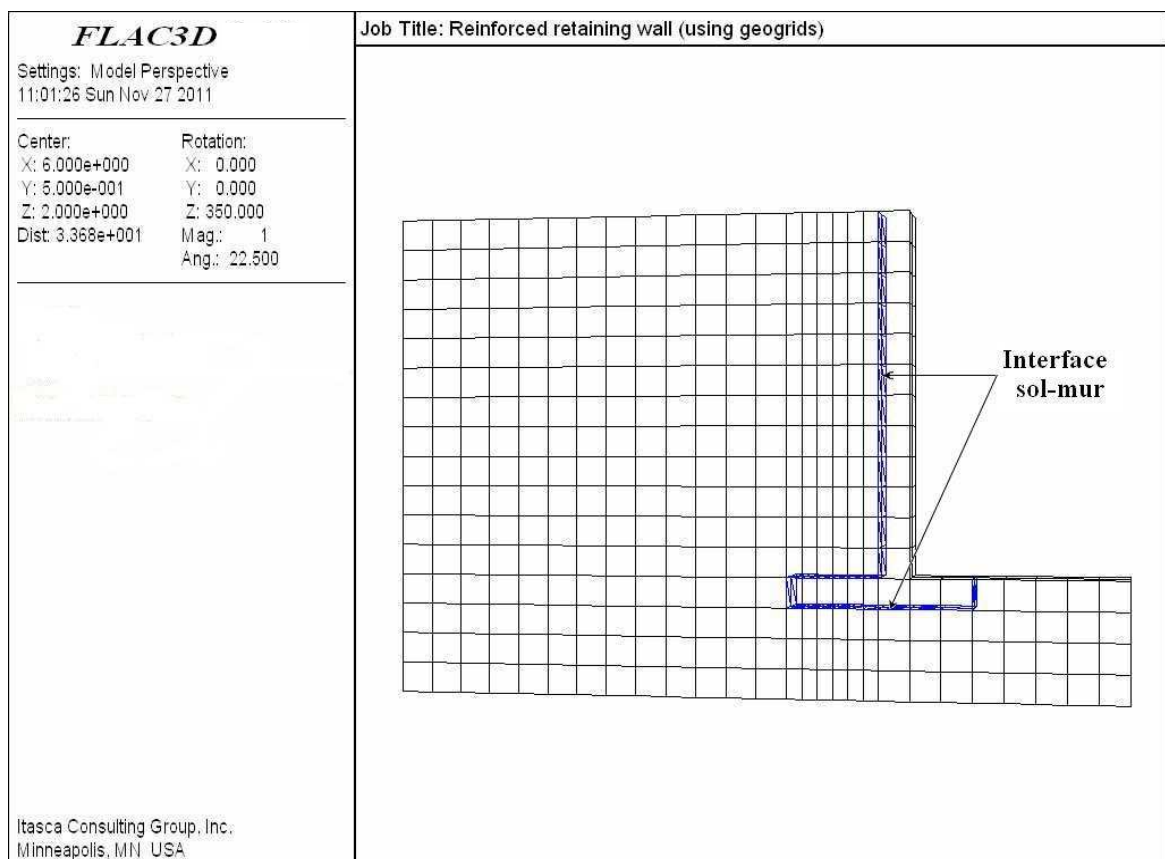 FLAC3D
Settings: Model Perspective
11:01:26 Sun Nov 27 2011
Center:
X: 6.000e+000
Y: 5.000e-001
Z: 2.000e+000
Dist: 3.368e+001
Rotation:
X: 0.000
Y: 0.000
Z: 350.000
Mag.: 1
Ang.: 22.500
Itasca Consulting Group, Inc.
Minneapolis, MN USA
Job Title: Reinforced retaining wall (using geogrids)
Interface
sol-mur